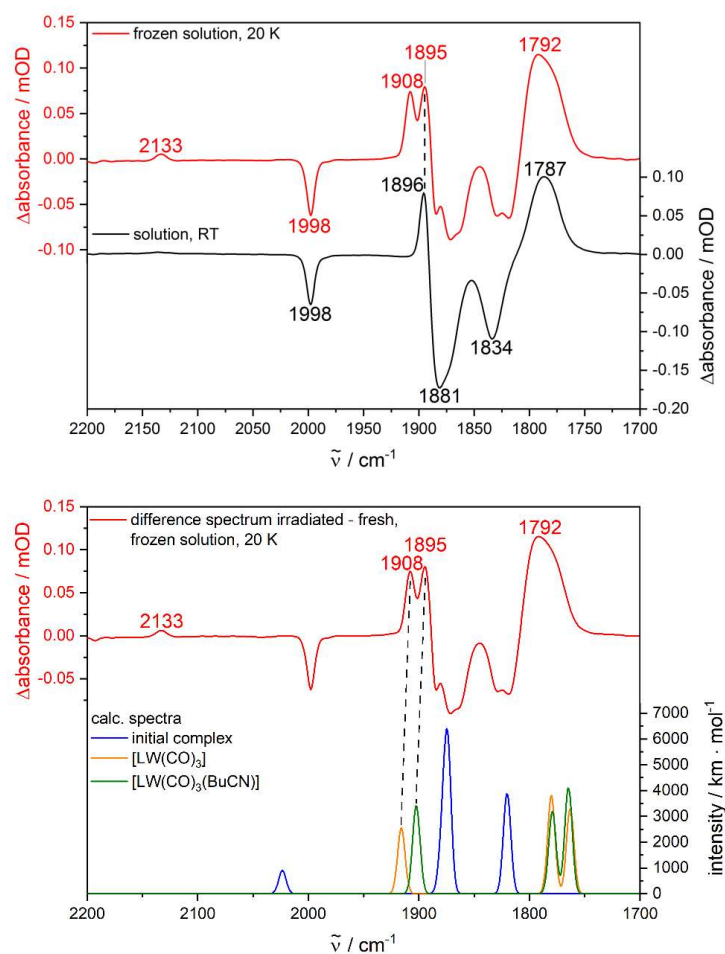 0.15
0.10
0.05
0.00
-0.05
-0.10
Δabsorbance / mOD
frozen solution, 20 K
1895
1908
1792
2133
1998
1896
1787
solution, RT
1998
1834
1881
0.10
0.05
0.00
-0.05
-0.10
-0.15
-0.20
Δabsorbance / mOD
2200 2150 2100 2050 2000 1950 1900 1850 1800 1750 1700
ν̃ / cm⁻¹
0.15
0.10
0.05
0.00
-0.05
Δabsorbance / mOD
difference spectrum irradiated - fresh,
frozen solution, 20 K
1895
1908
1792
2133
calc. spectra
initial complex
[LW(CO)₃]
[LW(CO)₃(BuCN)]
7000
6000
5000
4000
3000
2000
1000
0
intensity / km · mol⁻¹
2200 2150 2100 2050 2000 1950 1900 1850 1800 1750 1700
ν̃ / cm⁻¹